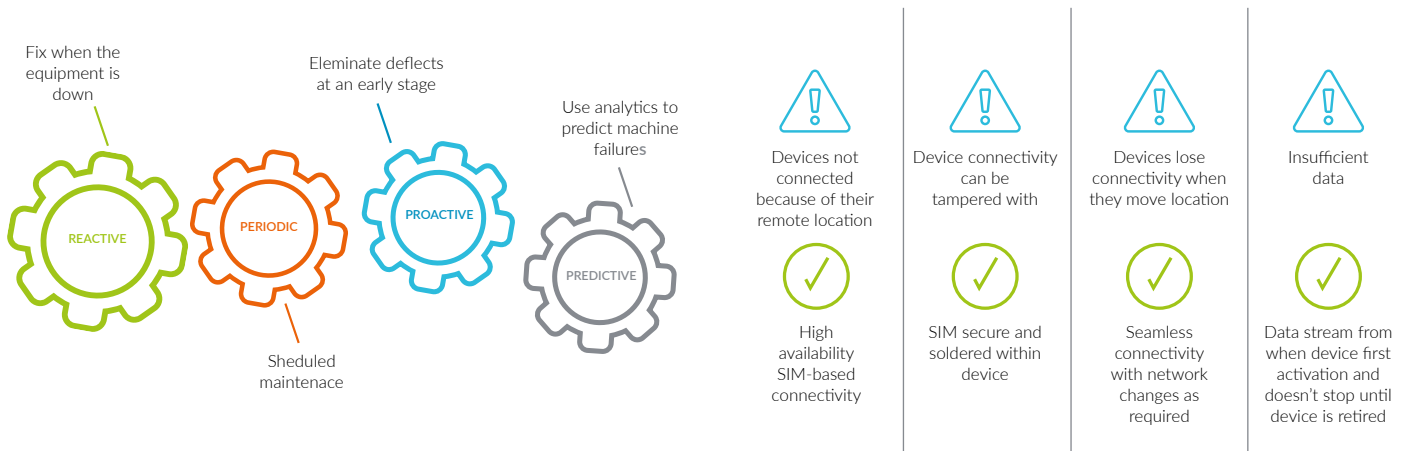 Fix when the
equipment is
down
REACTIVE
PERIODIC
Sheduled
maintenace
Eleminate deflects
at an early stage
PROACTIVE
Use analytics to
predict machine
failures
PREDICTIVE
Devices not
connected
because of their
remote location
High
availability
SIM-based
connectivity
Device connectivity
can be
tampered with
SIM secure and
soldered within
device
Devices lose
connectivity when
they move location
Seamless
connectivity
with network
changes as
required
Insufficient
data
Data stream from
when device first
activation and
doesn't stop until
device is retired